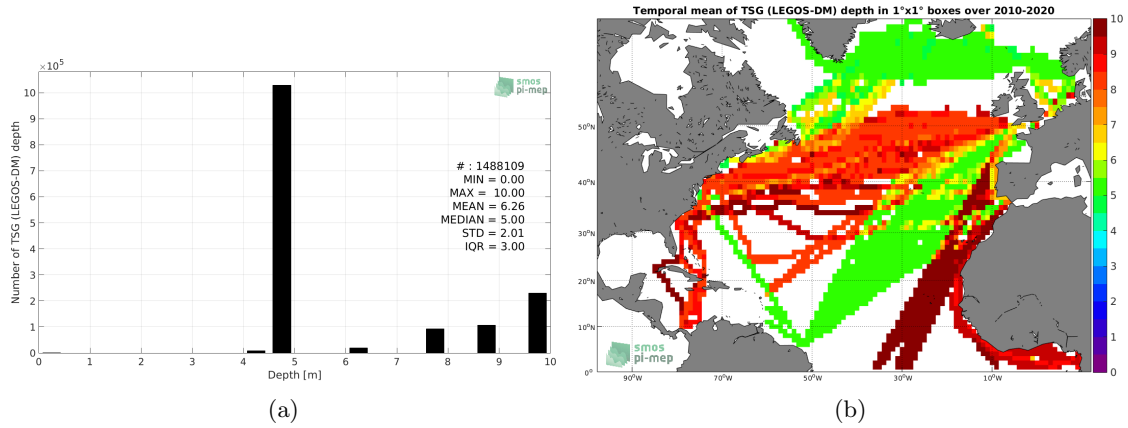 ×10⁵
10
9
8
7
6
5
4
3
2
1
0
Number of TSG (LEGOS-DM) depth
smos
pi-mep
# : 1488109
MIN = 0.00
MAX = 10.00
MEAN = 6.26
MEDIAN = 5.00
STD = 2.01
IQR = 3.00
0 1 2 3 4 5 6 7 8 9 10
Depth [m]
(a)
Temporal mean of TSG (LEGOS-DM) depth in 1°x1° boxes over 2010-2020
50°N
40°N
30°N
20°N
10°N
0°
90°W 70°W 50°W 30°W 10°W
smos
pi-mep
10
9
8
7
6
5
4
3
2
1
0
(b)